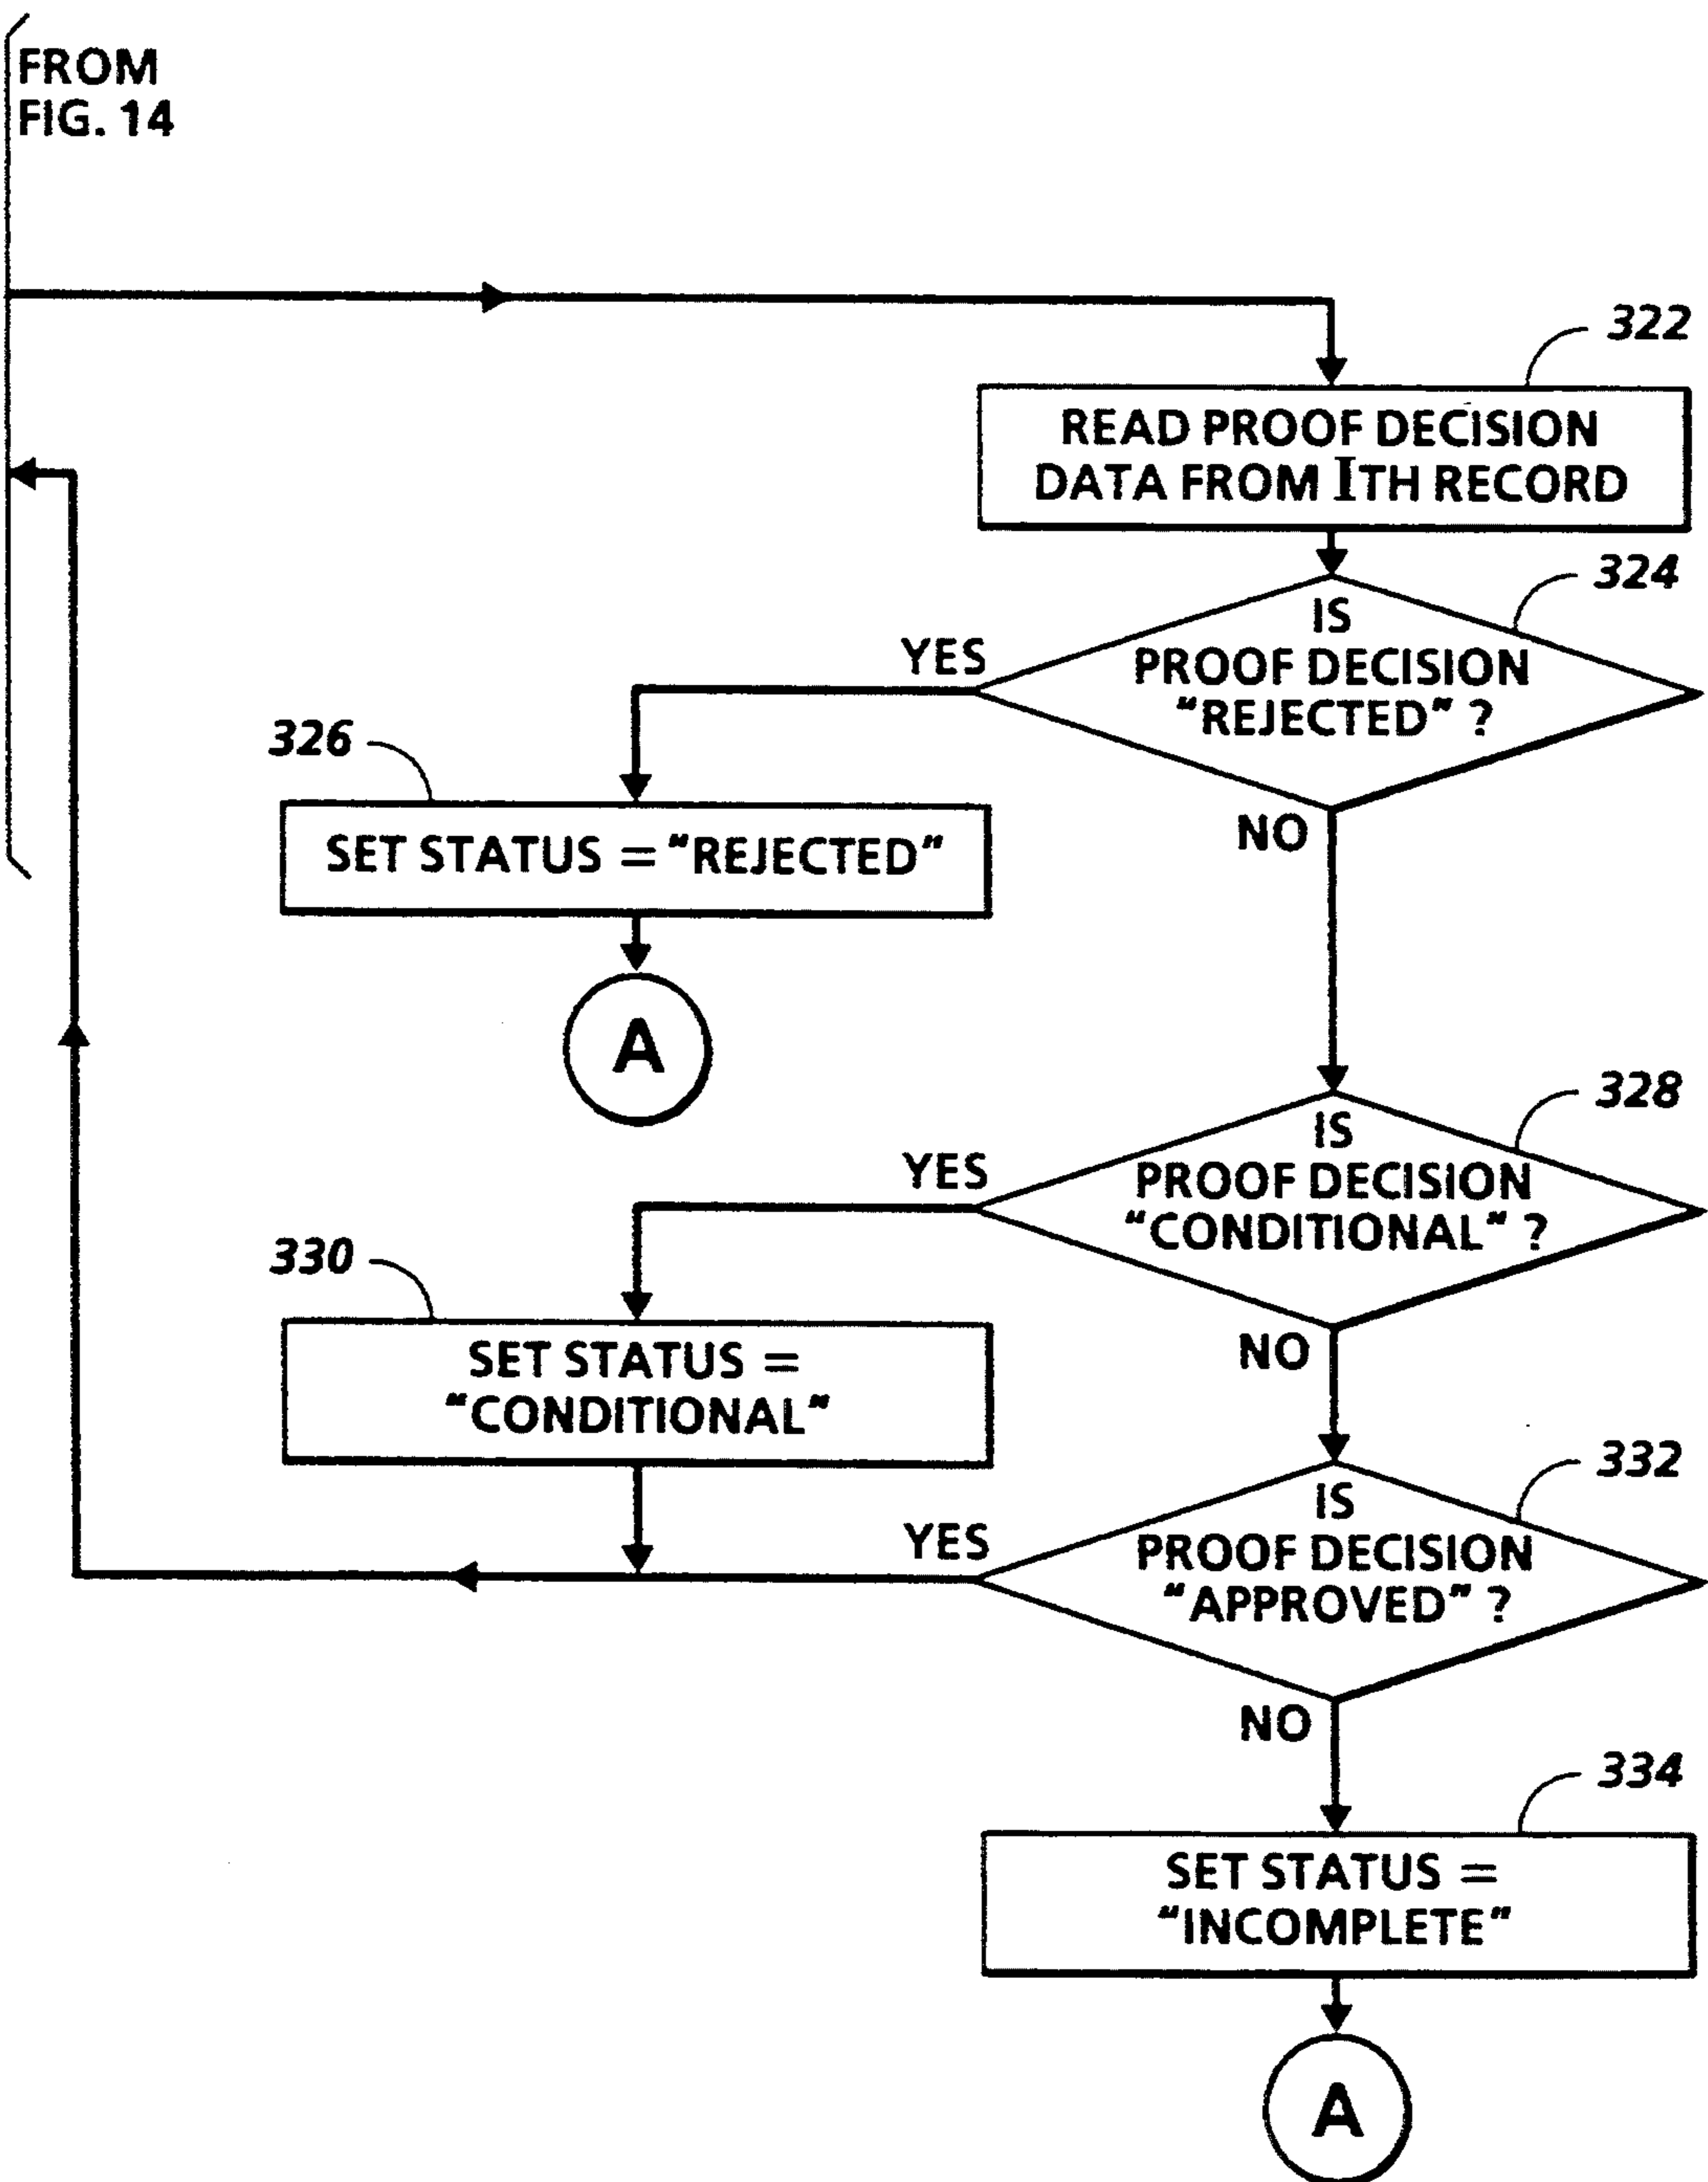 FROM
FIG. 14
322
READ PROOF DECISION
DATA FROM ITH RECORD
324
IS
PROOF DECISION
"REJECTED" ?
YES
NO
326
SET STATUS = "REJECTED"
A
328
IS
PROOF DECISION
"CONDITIONAL" ?
YES
NO
330
SET STATUS =
"CONDITIONAL"
332
IS
PROOF DECISION
"APPROVED" ?
YES
NO
334
SET STATUS =
"INCOMPLETE"
A